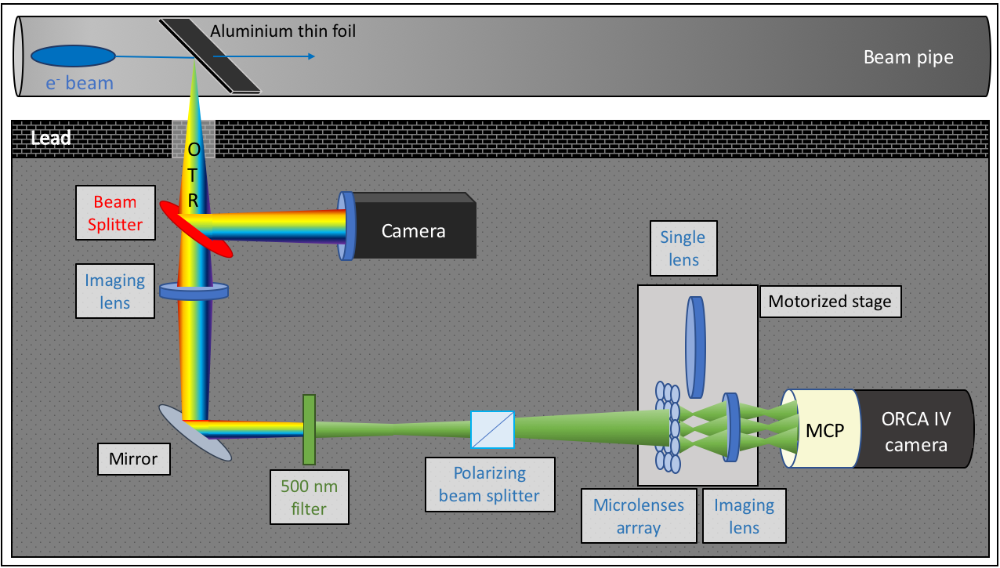 Aluminium thin foil
e- beam
Beam pipe
Lead
O
T
R
Beam
Splitter
Camera
Imaging
lens
Single
lens
Motorized stage
MCP
ORCA IV
camera
Mirror
500 nm
filter
Polarizing
beam splitter
Microlenses
arrray
Imaging
lens